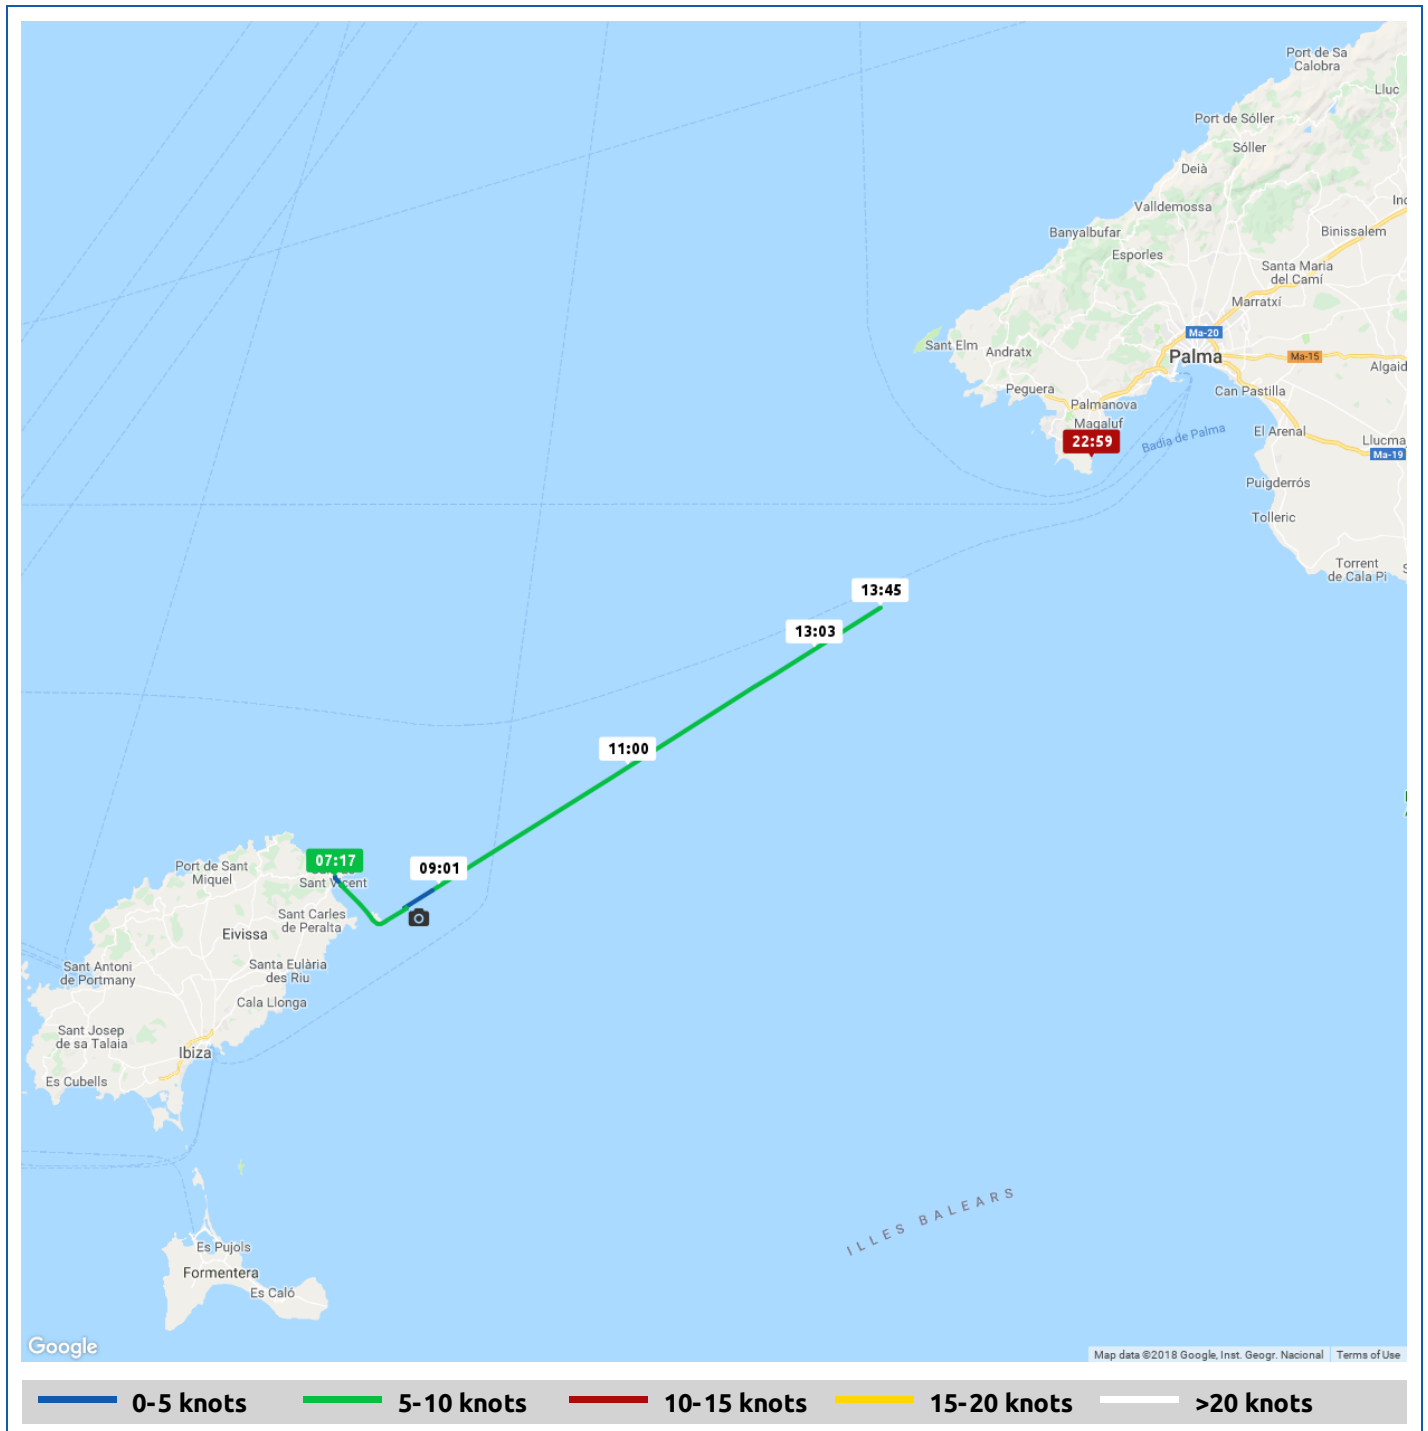 Port de Sa
Calobra
Lluc
Port de Sóller
Sóller
Deià
Valldemossa
Banyalbufar
Binissalem
Esporles
Santa Maria
del Camí
Marratxí
Ma-20
Sant Elm
Andratx
Palma
Ma-15
Algaid
Peguera
Can Pastilla
Palmanova
Magaluf
22:59
Badia de Palma
El Arenal
Llucma
Ma-19
Puigderrós
Tolleric
Torrent
de Cala Pi
13:45
13:03
11:00
09:01
07:17
Port de Sant
Miquel
Sant Vicent
Sant Carles
de Peralta
Eivissa
Sant Antoni
de Portmany
Santa Eulària
des Riu
Cala Llonga
Sant Josep
de sa Talaia
Ibiza
Es Cubells
ILLES BALEARS
Es Pujols
Formentera
Es Caló
Google
Map data ©2018 Google, Inst. Geogr. Nacional
Terms of Use
0-5 knots
5-10 knots
10-15 knots
15-20 knots
>20 knots